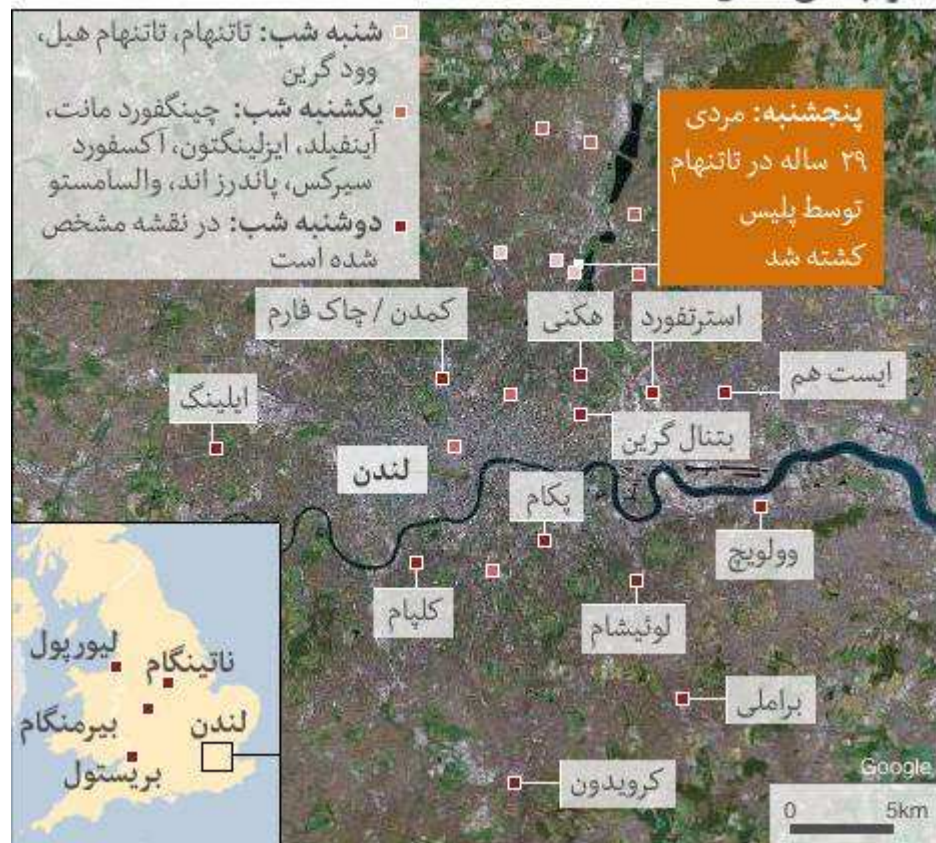 شنبه شب: تاتنهام، تاتنهام هیل،
وود گرین
یکشنبه شب: چینگفورد مانت،
اینفیلد، ایزلینگتون، آکسفورد
سیرکس، پاندرز اند، والسامستو
دوشنبه شب: در نقشه مشخص
شده است
پنجشنبه: مردی
۲۹ ساله در تاتنهام
توسط پلیس
کشته شد
کمدن / چاک فارم
هکنی
استرتفورد
ایست هم
ایلینگ
بتنال گرین
لندن
پکام
وولویچ
کلپام
لوئیشام
براملی
کرویدون
لیورپول
ناتینگام
بیرمنگام
لندن
بریستول
Google
0 5km